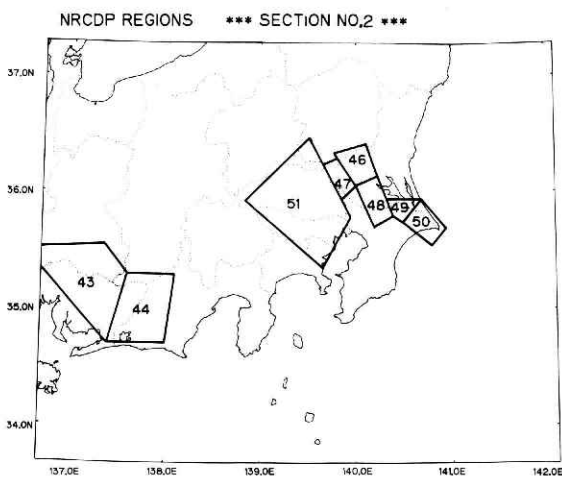 NRCDP REGIONS *** SECTION NO.2 ***
37.0N
46
36.0N
47
51
48
49
50
43
35.0N
44
34.0N
137.0E 138.0E 139.0E 140.0E 141.0E 142.0E